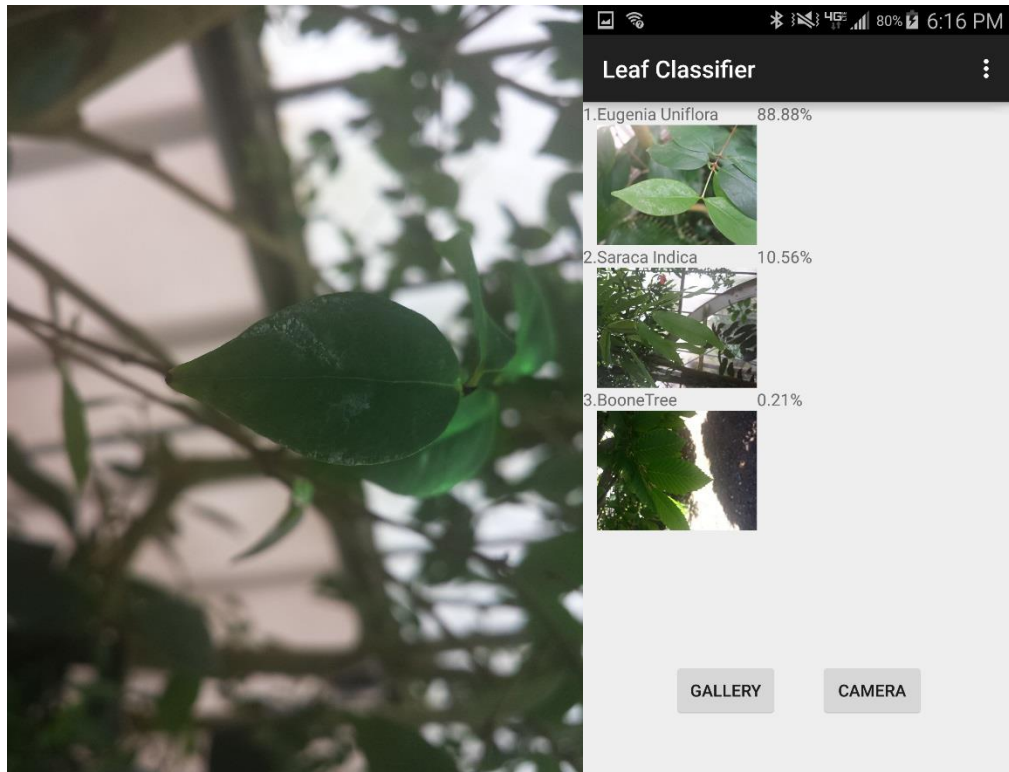 4G 80% 6:16 PM
Leaf Classifier
1.Eugenia Uniflora 88.88%
2.Saraca Indica 10.56%
3.BooneTree 0.21%
GALLERY CAMERA